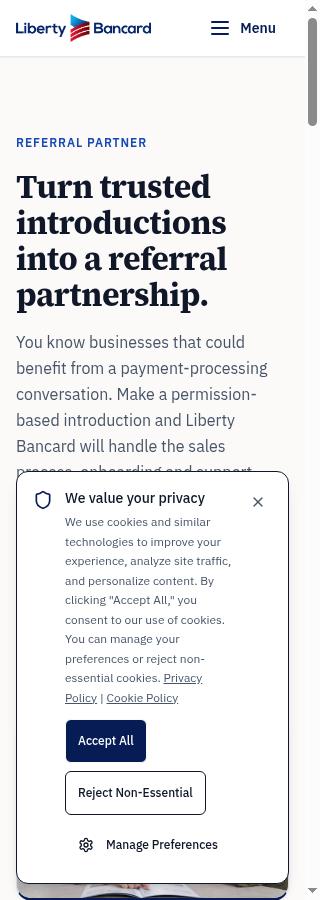 Liberty Bancard
Menu
REFERRAL PARTNER
Turn trusted
introductions
into a referral
partnership.
You know businesses that could
benefit from a payment-processing
conversation. Make a permission-
based introduction and Liberty
Bancard will handle the sales
process, onboarding and support
We value your privacy
We use cookies and similar
technologies to improve your
experience, analyze site traffic,
and personalize content. By
clicking "Accept All," you
consent to our use of cookies.
You can manage your
preferences or reject non-
essential cookies. Privacy
Policy | Cookie Policy
Accept All
Reject Non-Essential
Manage Preferences